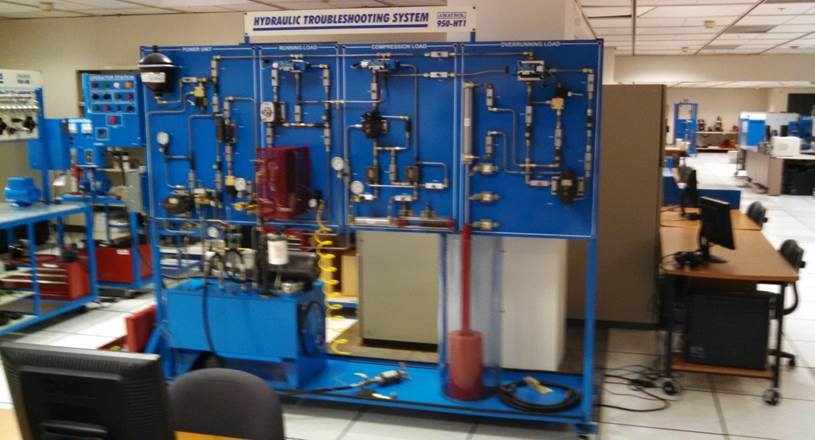 HYDRAULIC TROUBLESHOOTING SYSTEM
AMATROL
950-HT1
POWER UNIT
RUNNING LOAD
COMPRESSION LOAD
OVERRUNNING LOAD
OPERATOR STATION